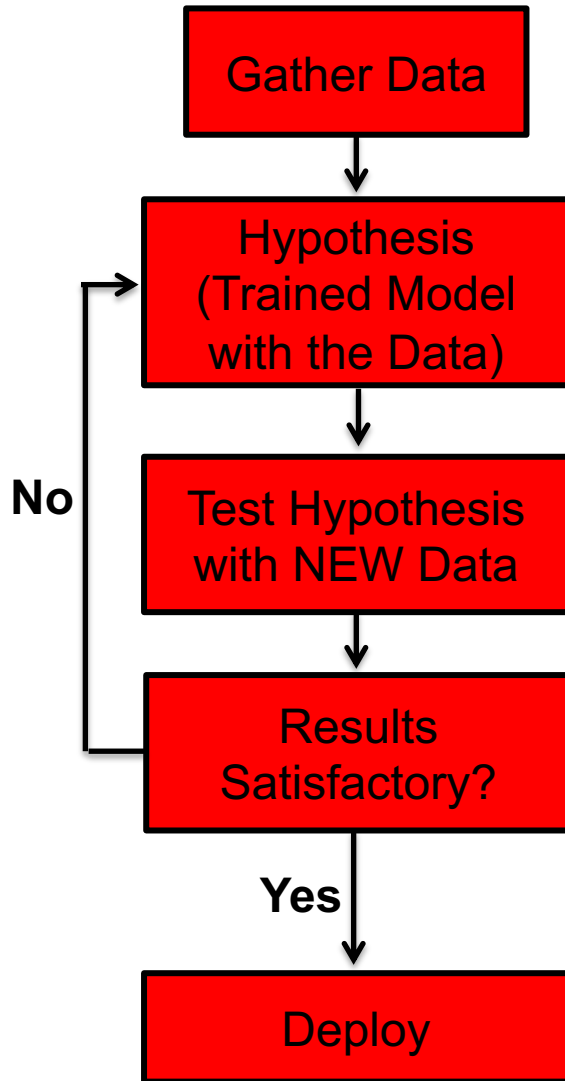 Gather Data
Hypothesis
(Trained Model
with the Data)
No
Test Hypothesis
with NEW Data
Results
Satisfactory?
Yes
Deploy